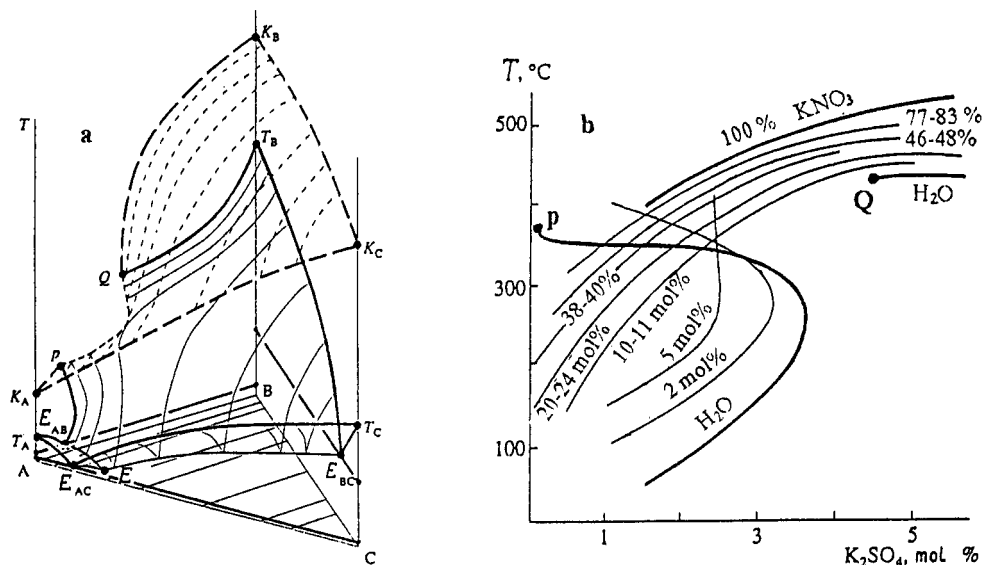 a
T
K_B
T_B
K_C
Q
P
K_A
E_AB
T_A
A
B
T_C
E_AC
E
E_BC
C
b
T, °C
500
300
100
100 % KNO₃
77-83 %
46-48%
38-40%
20-24 mol%
10-11 mol%
5 mol%
2 mol%
H₂O
p
Q
H₂O
1
3
5
K₂SO₄, mol %